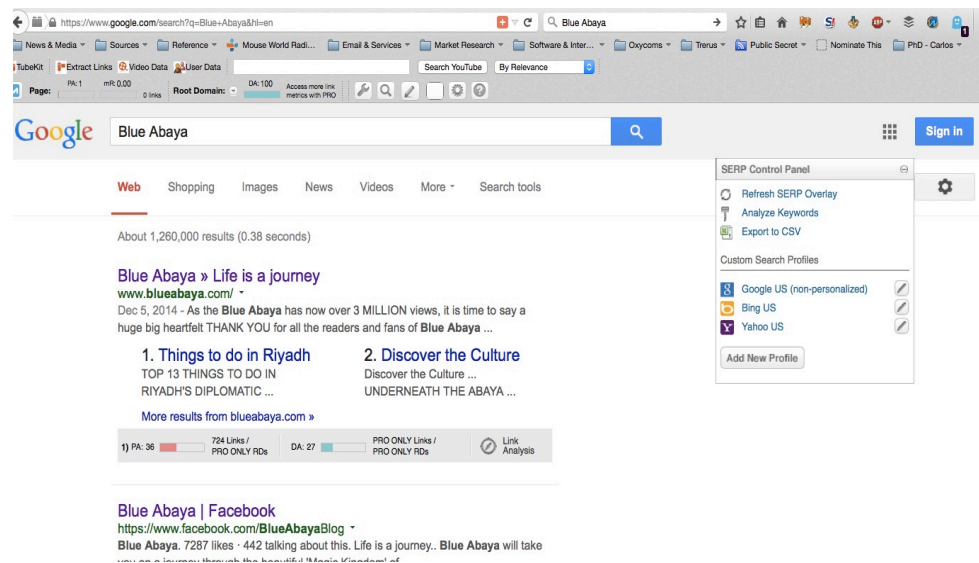 https://www.google.com/search?q=Blue+Abaya&hl=en Blue Abaya
News & Media Sources Reference Mouse World Radi... Email & Services Market Research Software & Inter... Oxycoms Terus Public Secret Nominate This PhD - Carlos
TubeKit Extract Links Video Data User Data Search YouTube By Relevance
Page: PA: 1 mR: 0.00 0 links Root Domain: DA: 100 Access more link metrics with PRO
Google Blue Abaya Sign in
Web Shopping Images News Videos More Search tools
About 1,260,000 results (0.38 seconds)
Blue Abaya » Life is a journey
www.blueabaya.com/
Dec 5, 2014 - As the Blue Abaya has now over 3 MILLION views, it is time to say a
huge big heartfelt THANK YOU for all the readers and fans of Blue Abaya ...
1. Things to do in Riyadh
TOP 13 THINGS TO DO IN
RIYADH'S DIPLOMATIC ...
2. Discover the Culture
Discover the Culture ...
UNDERNEATH THE ABAYA ...
More results from blueabaya.com »
1) PA: 36 724 Links / PRO ONLY RDs DA: 27 PRO ONLY Links / PRO ONLY RDs Link Analysis
Blue Abaya | Facebook
https://www.facebook.com/BlueAbayaBlog
Blue Abaya. 7287 likes · 442 talking about this. Life is a journey.. Blue Abaya will take
you on a journey through the beautiful 'Magic Kingdom' of
SERP Control Panel
Refresh SERP Overlay
Analyze Keywords
Export to CSV
Custom Search Profiles
Google US (non-personalized)
Bing US
Yahoo US
Add New Profile